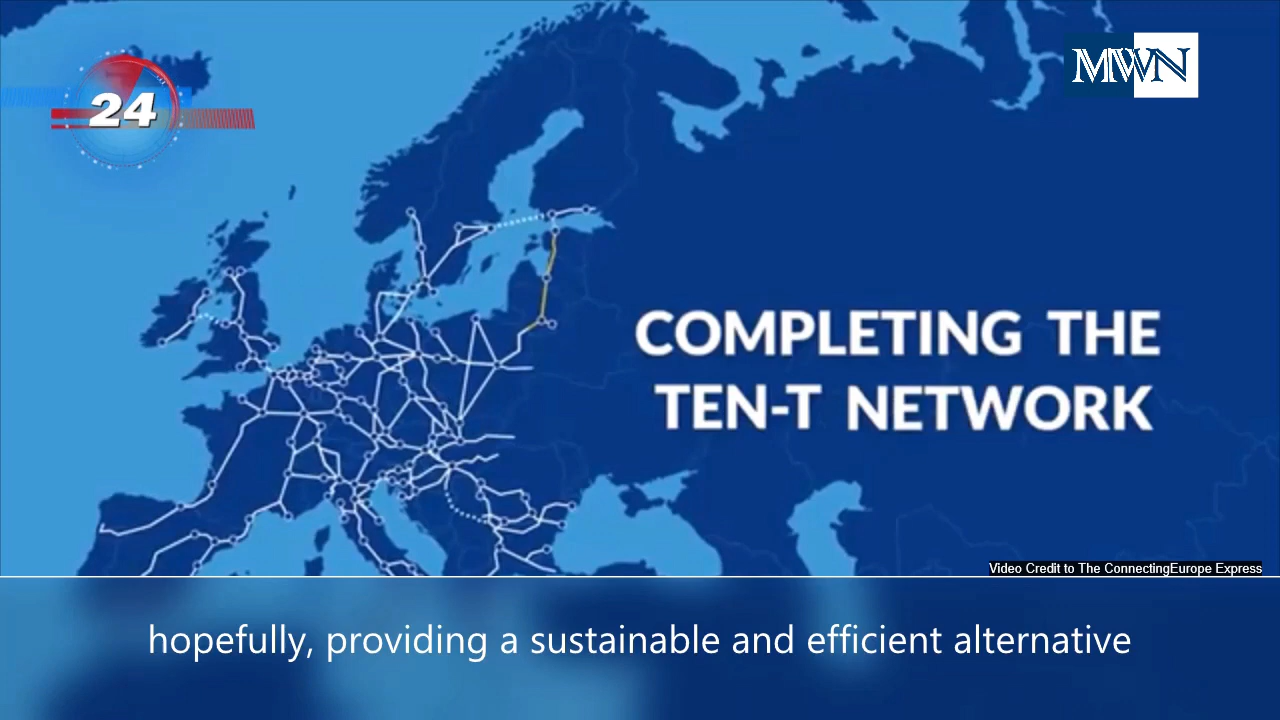 24
MWN
COMPLETING THE
TEN-T NETWORK
Video Credit to The ConnectingEurope Express
hopefully, providing a sustainable and efficient alternative